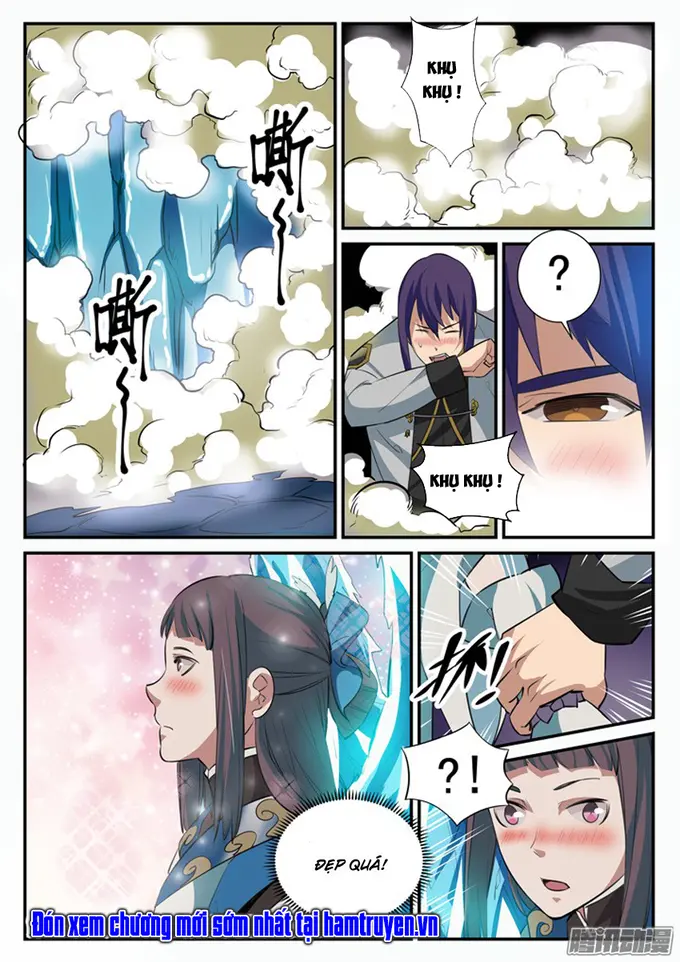 嘶~
嘶~
KHỤ
KHỤ !
KHỤ KHỤ !
?
抓!
?!
ĐẸP QUÁ!
Đón xem chương mới sớm nhất tại hamtruyen.vn
腾讯动漫